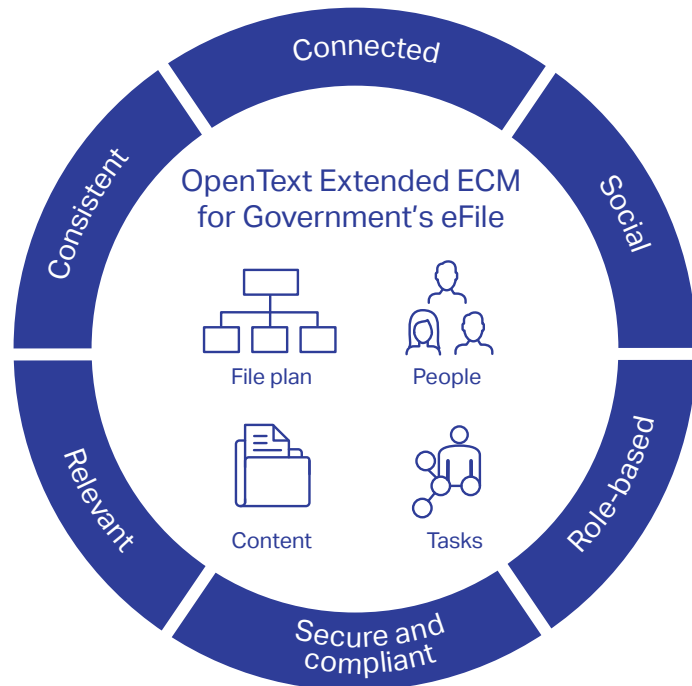 Connected
Consistent
Social
OpenText Extended ECM
for Government's eFile
File plan
People
Content
Tasks
Relevant
Role-based
Secure and
compliant